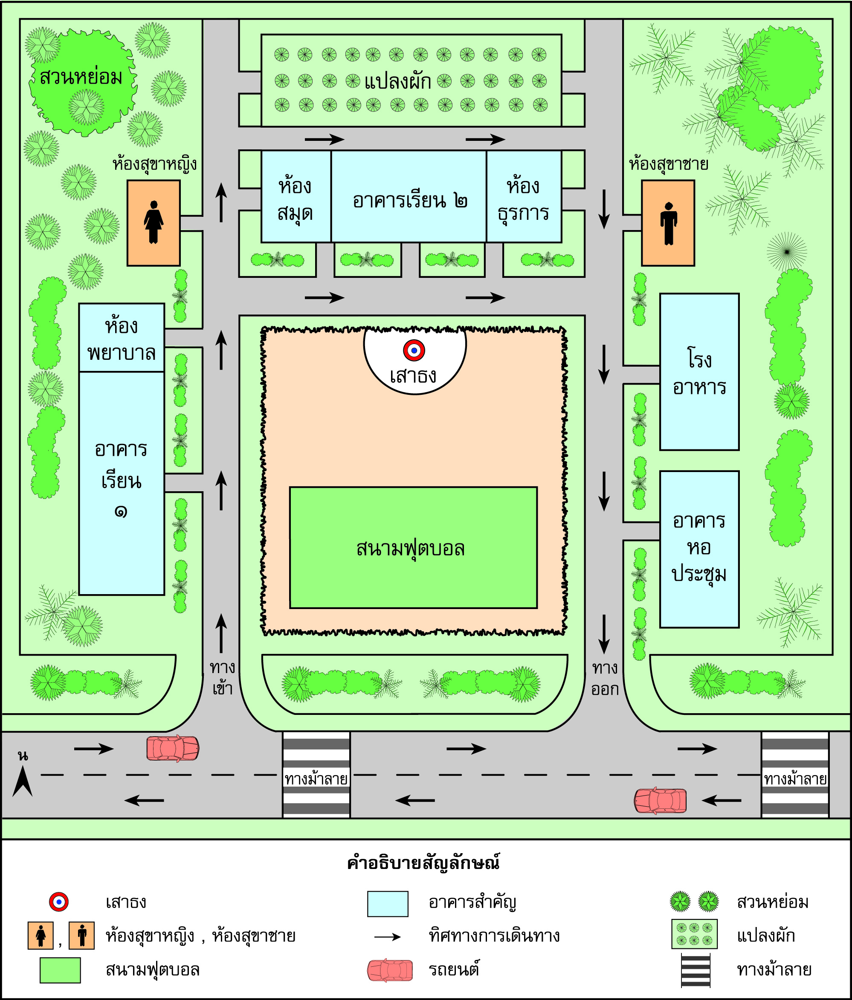 สวนหย่อม
แปลงผัก
ห้องสุขาหญิง
ห้องสุขาชาย
ห้อง
สมุด
อาคารเรียน ๒
ห้อง
ธุรการ
ห้อง
พยาบาล
อาคาร
เรียน
๑
เสาธง
สนามฟุตบอล
โรง
อาหาร
อาคาร
หอ
ประชุม
ทาง
เข้า
ทาง
ออก
น
ทางม้าลาย
ทางม้าลาย
คำอธิบายสัญลักษณ์
เสาธง
, ห้องสุขาหญิง , ห้องสุขาชาย
สนามฟุตบอล
อาคารสำคัญ
ทิศทางการเดินทาง
รถยนต์
สวนหย่อม
แปลงผัก
ทางม้าลาย